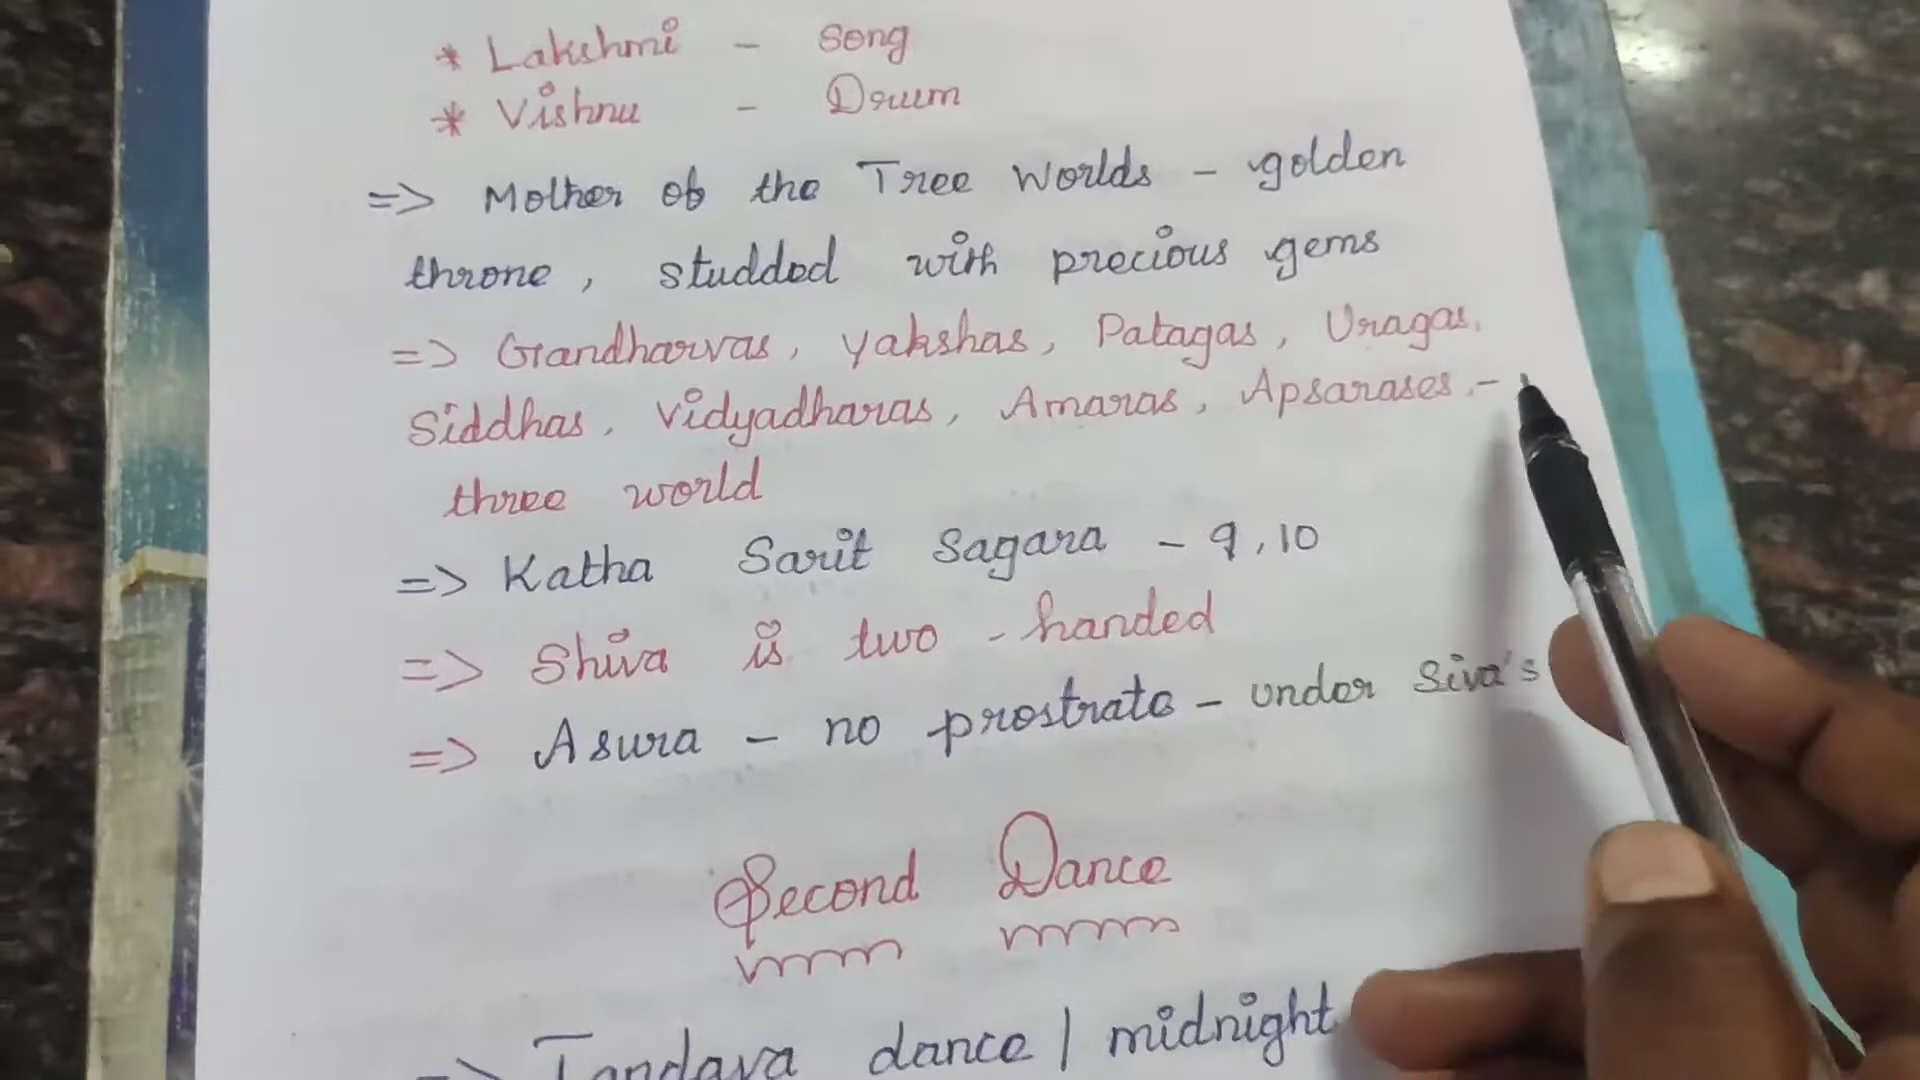 * Lakshmi - song
* Vishnu - Drum
=> Mother of the Tree Worlds - golden
throne, studded with precious gems
=> Grandharvas, Yakshas, Patagas, Uragas,
Siddhas, Vidyadharas, Amaras, Apsarases, -
three world
=> Katha Sarit Sagara - 9,10
=> Shiva is two-handed
=> Asura - no prostrate - under Siva's
Second Dance
=> Tandava dance / midnight